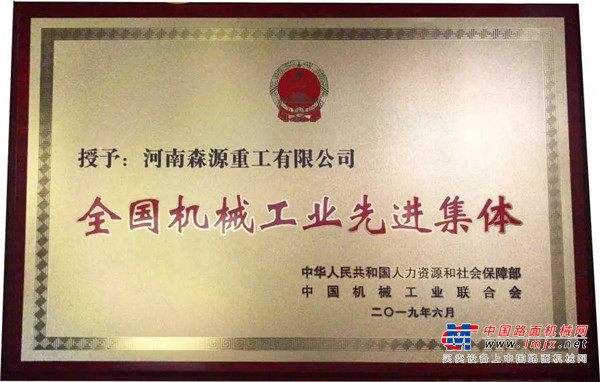 授予：河南森源重工有限公司
全国机械工业先进集体
中华人民共和国人力资源和社会保障部
中国机械工业联合会
二〇一九年六月
中国路面机械网
www.lmjx.net
买卖设备上中国路面机械网